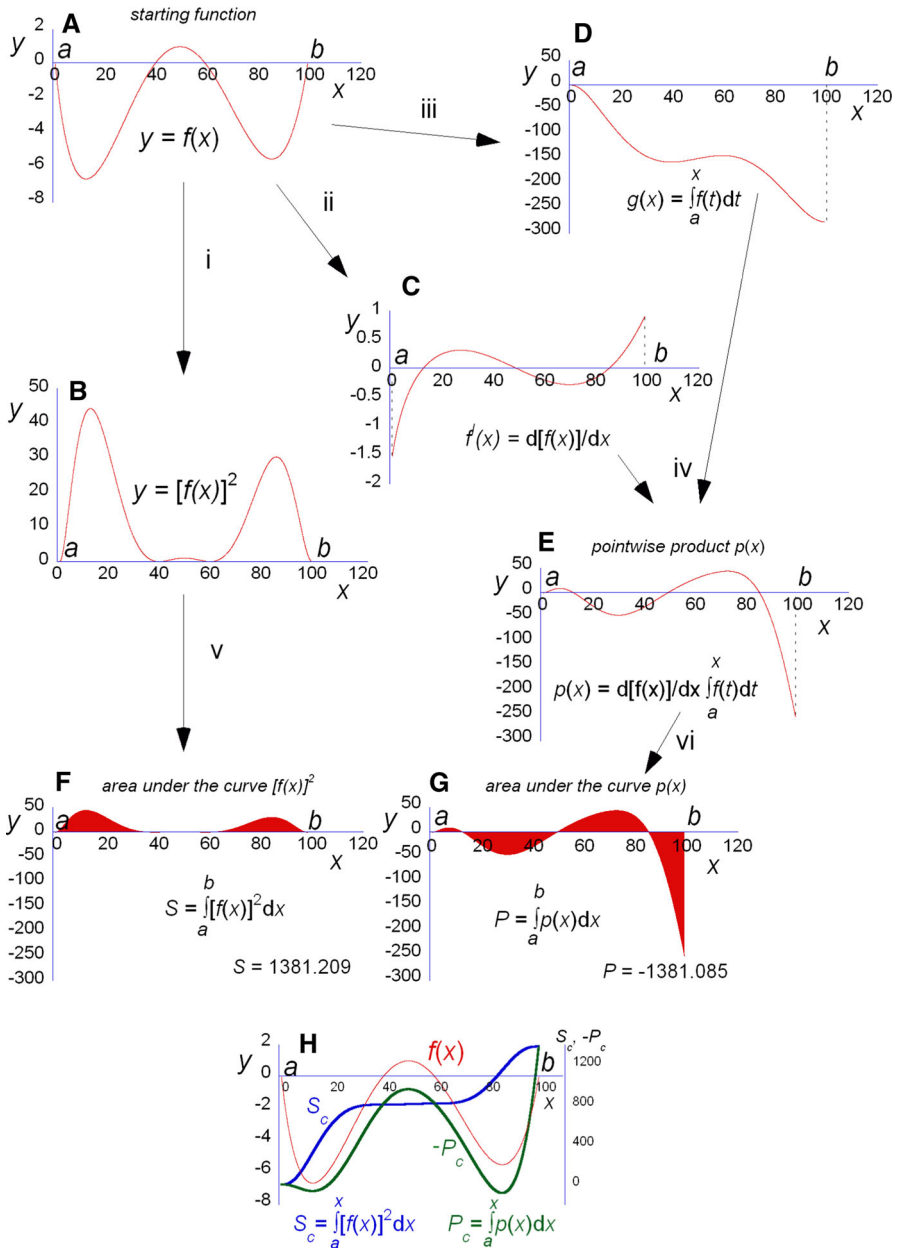 A
starting function
y
2
0
-2
-4
-6
-8
a
b
0 20 40 60 80 100 120
x
y = f(x)
i
ii
iii
D
y
50
0
-50
-100
-150
-200
-250
-300
a
b
0 20 40 60 80 100 120
x
g(x) = ∫ₐˣf(t)dt
C
y
1
0.5
0
-0.5
-1
-1.5
-2
a
b
0 20 40 60 80 100 120
x
f^I(x) = d[f(x)]/dx
iv
B
y
50
40
30
20
10
0
a
b
0 20 40 60 80 100 120
x
y = [f(x)]²
v
E
pointwise product p(x)
y
50
0
-50
-100
-150
-200
-250
-300
a
b
0 20 40 60 80 100 120
x
p(x) = d[f(x)]/dx ∫ₐˣf(t)dt
vi
F
area under the curve [f(x)]²
y
50
0
-50
-100
-150
-200
-250
-300
a
b
0 20 40 60 80 100 120
x
S = ∫ₐᵇ[f(x)]²dx
S = 1381.209
G
area under the curve p(x)
y
50
0
-50
-100
-150
-200
-250
-300
a
b
0 20 40 60 80 100 120
x
P = ∫ₐᵇp(x)dx
P = -1381.085
H
y
2
0
-2
-4
-6
-8
a
f(x)
b
S_c, -P_c
1200
800
400
0
0 20 40 60 80 100
x
S_c
-P_c
S_c = ∫ₐˣ[f(x)]²dx
P_c = ∫ₐˣp(x)dx